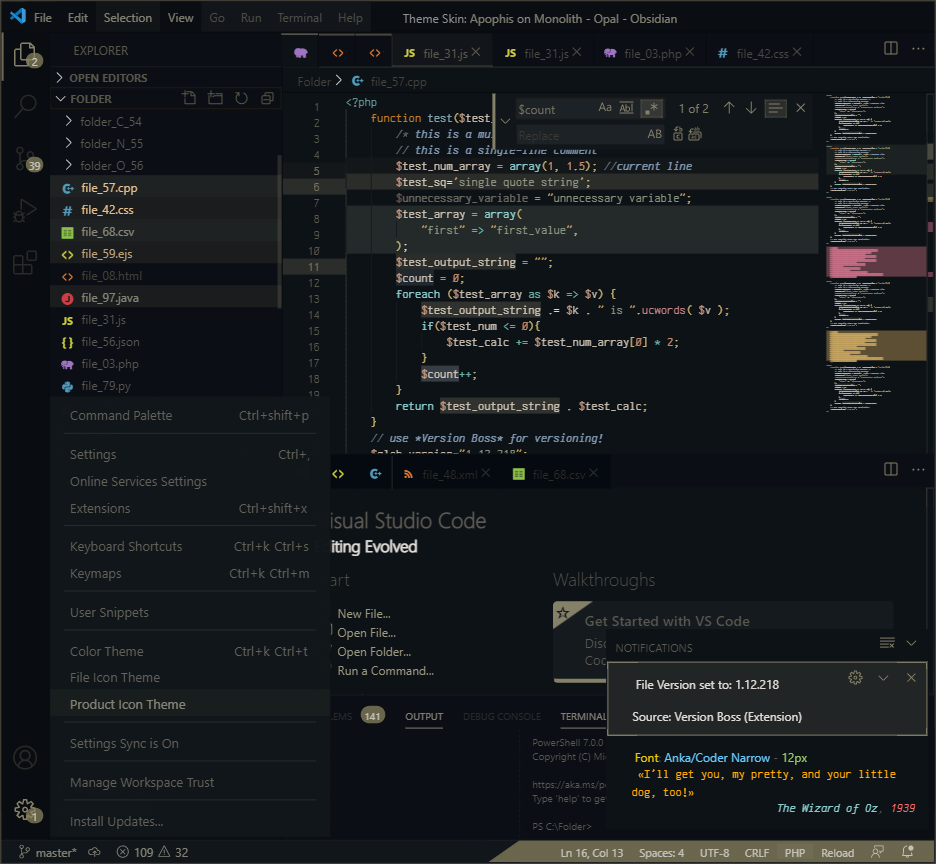 File Edit Selection View Go Run Terminal Help Theme Skin: Apophis on Monolith - Opal - Obsidian
EXPLORER
2
39
OPEN EDITORS
FOLDER
folder_C_54
folder_N_55
folder_O_56
file_57.cpp
file_42.css
file_68.csv
file_59.ejs
file_08.html
file_97.java
file_31.js
file_56.json
file_03.php
file_79.py
JS file_31.js JS file_31.js file_03.php # file_42.css
Folder file_57.cpp
$count Aa Abl .* 1 of 2
Replace AB
1 <?php
2 function test($test_
3 /* this is a mu
4 // this is a single-line comment
5 $test_num_array = array(1, 1.5); //current line
6 $test_sq='single quote string';
7 $unnecessary_variable = "unnecessary variable";
8 $test_array = array(
9 "first" => "first_value",
10 );
11 $test_output_string = "";
12 $count = 0;
13 foreach ($test_array as $k => $v) {
14 $test_output_string .= $k . " is ".ucwords( $v );
15 if($test_num <= 0){
16 $test_calc += $test_num_array[0] * 2;
17 }
18 $count++;
19 }
return $test_output_string . $test_calc;
}
// use *Version Boss* for versioning!
$glob_version="1.12.218";
Command Palette Ctrl+shift+p
Settings Ctrl+,
Online Services Settings
Extensions Ctrl+shift+x
Keyboard Shortcuts Ctrl+k Ctrl+s
Keymaps Ctrl+k Ctrl+m
User Snippets
Color Theme Ctrl+k Ctrl+t
File Icon Theme
Product Icon Theme
Settings Sync is On
Manage Workspace Trust
Install Updates...
1
file_48.xml file_68.csv
isual Studio Code
iting Evolved
art
New File...
Open File...
Open Folder...
Run a Command...
Walkthroughs
Get Started with VS Code
Disc
Coc
LEMS 141 OUTPUT DEBUG CONSOLE TERMINAL
PowerShell 7.0.0
Copyright (C) Mi
https://aka.ms/po
Type 'help' to ge
PS C:\Folder>
NOTIFICATIONS
File Version set to: 1.12.218
Source: Version Boss (Extension)
Font: Anka/Coder Narrow - 12px
«I'll get you, my pretty, and your little
dog, too!»
The Wizard of Oz, 1939
master* 109 32 Ln 16, Col 13 Spaces: 4 UTF-8 CRLF PHP Reload